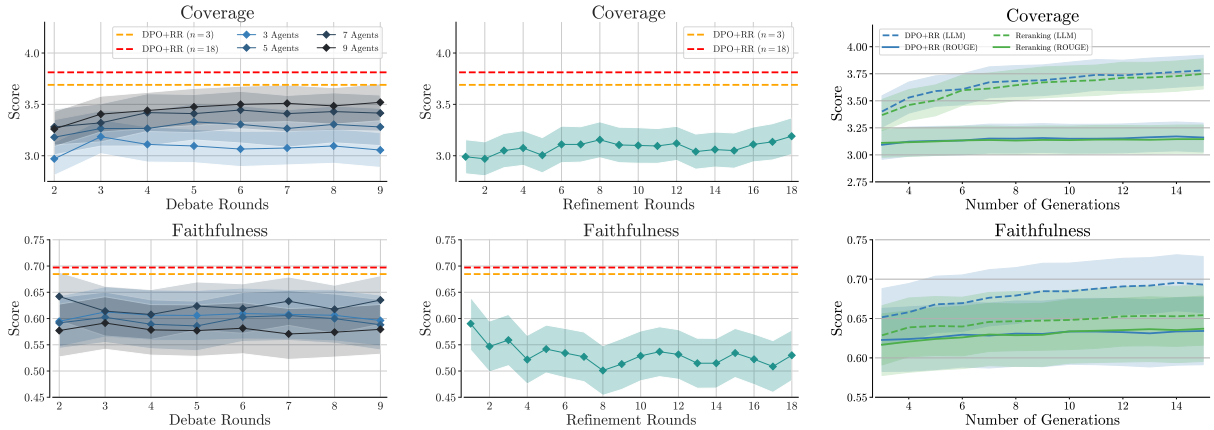 Coverage
Score
4.0
3.5
3.0
DPO+RR (n = 3)
DPO+RR (n = 18)
3 Agents
5 Agents
7 Agents
9 Agents
2 3 4 5 6 7 8 9
Debate Rounds
Coverage
Score
4.0
3.5
3.0
DPO+RR (n = 3)
DPO+RR (n = 18)
2 4 6 8 10 12 14 16 18
Refinement Rounds
Coverage
Score
4.00
3.75
3.50
3.25
3.00
2.75
DPO+RR (LLM)
DPO+RR (ROUGE)
Reranking (LLM)
Reranking (ROUGE)
4 6 8 10 12 14
Number of Generations
Faithfulness
Score
0.75
0.70
0.65
0.60
0.55
0.50
0.45
2 3 4 5 6 7 8 9
Debate Rounds
Faithfulness
Score
0.75
0.70
0.65
0.60
0.55
0.50
0.45
2 4 6 8 10 12 14 16 18
Refinement Rounds
Faithfulness
Score
0.75
0.70
0.65
0.60
0.55
4 6 8 10 12 14
Number of Generations